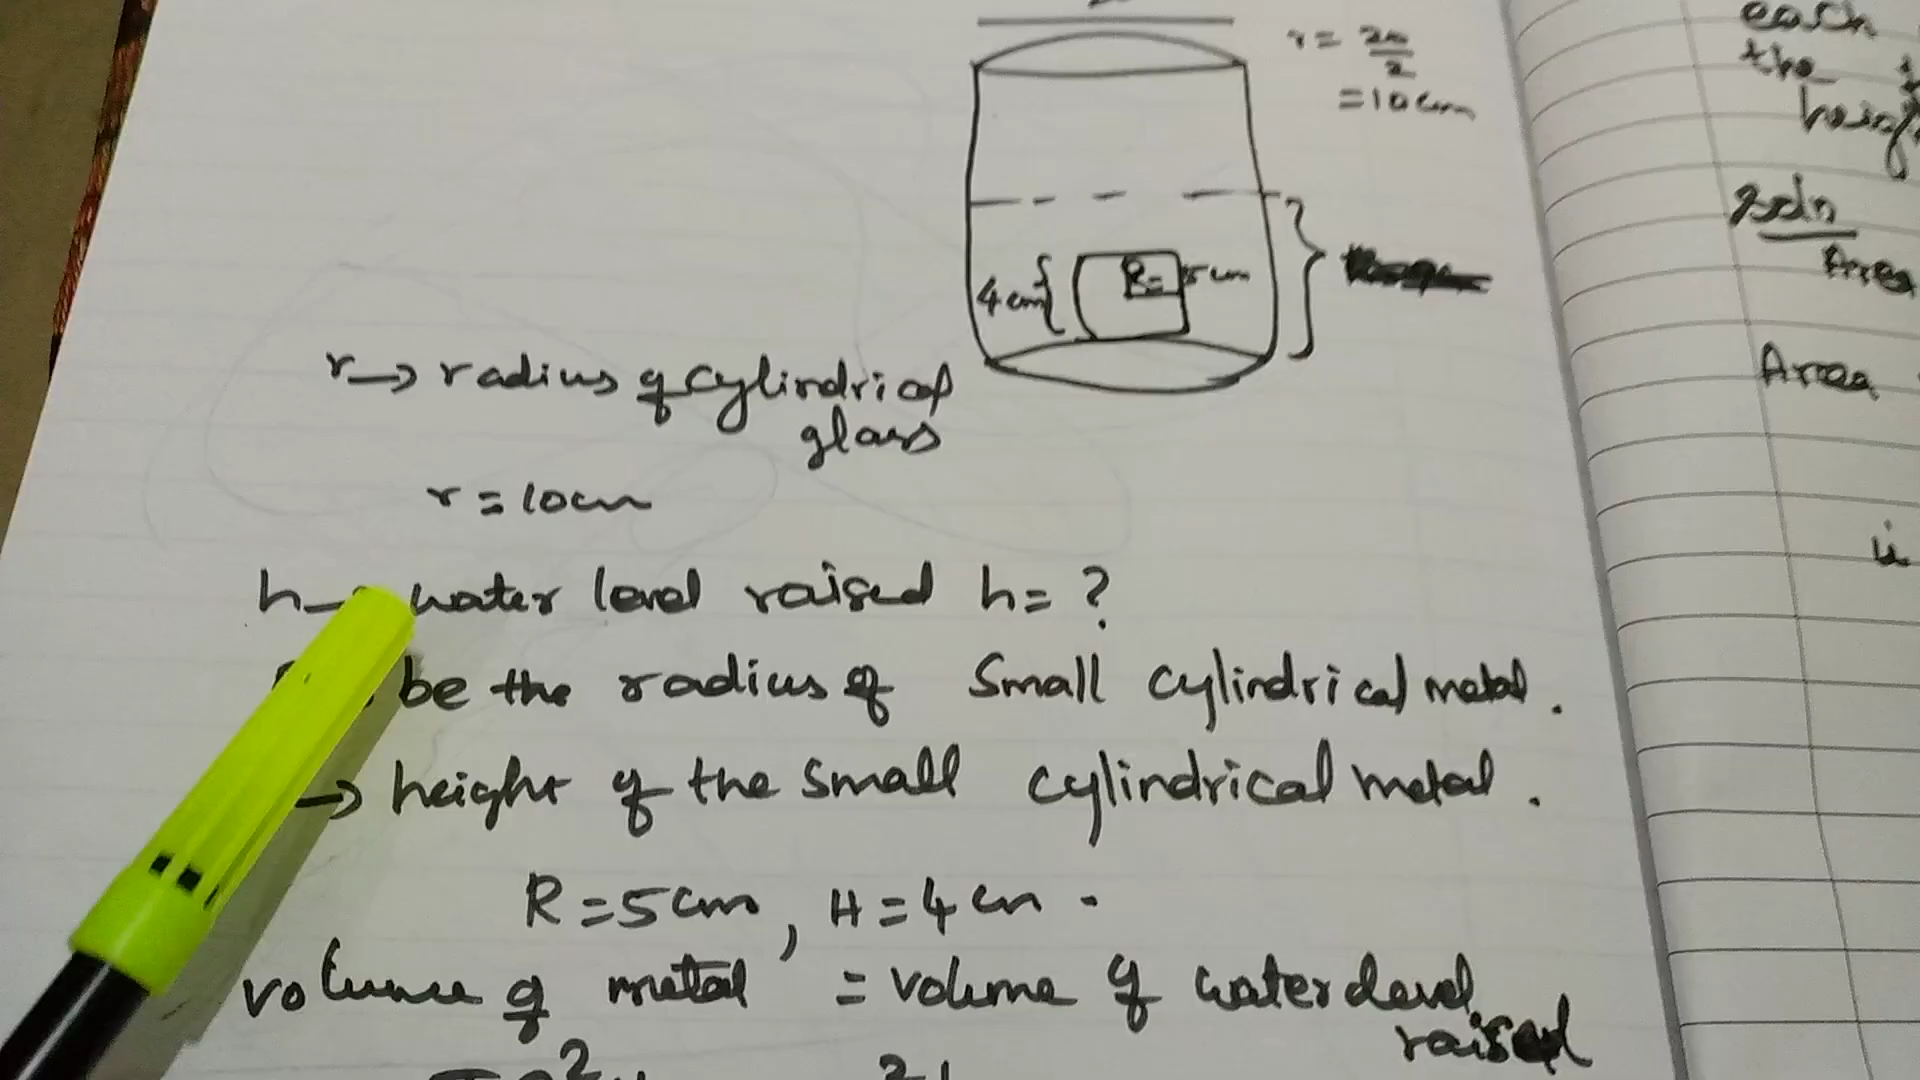 r = 20/2
= 10 cm
4 cm
R = 5 cm
r → radius of cylindrical
glass
r = 10 cm
h water level raised h = ?
be the radius of small cylindrical metal.
→ height of the small cylindrical metal.
R = 5 cm, H = 4 cm.
volume of metal = volume of water level
raised
each
the
heigh
Soln
Area
Area